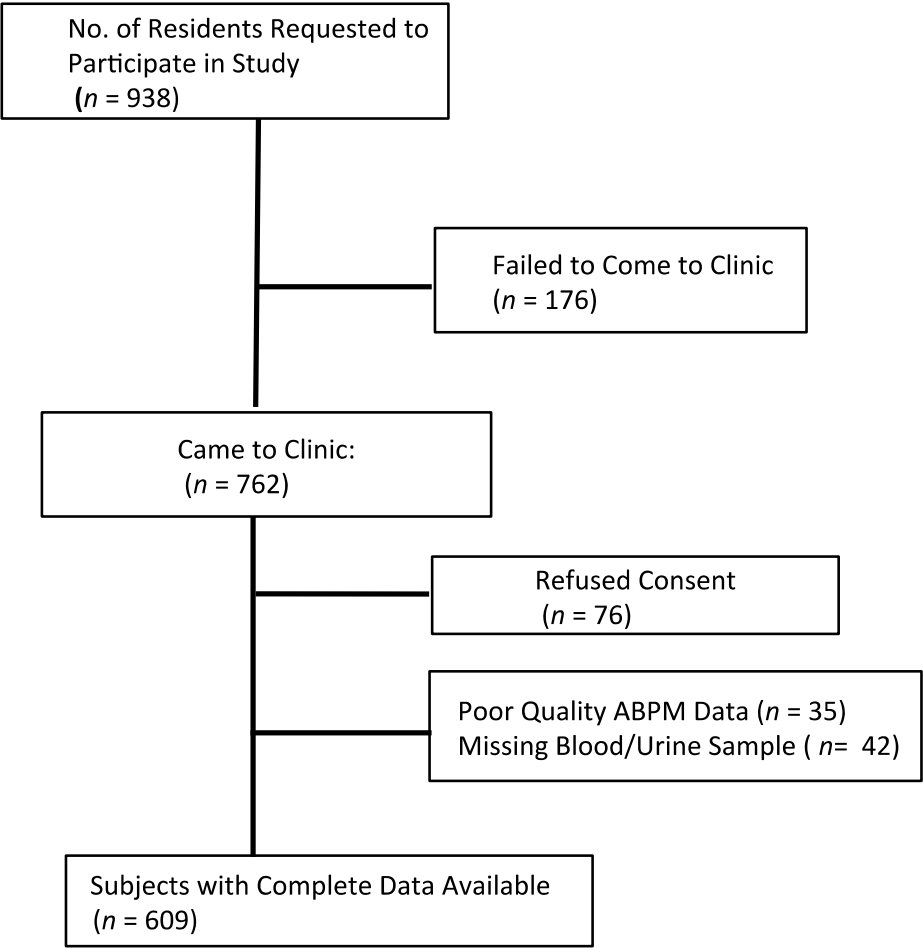 No. of Residents Requested to
Participate in Study
(n = 938)
Failed to Come to Clinic
(n = 176)
Came to Clinic:
(n = 762)
Refused Consent
(n = 76)
Poor Quality ABPM Data (n = 35)
Missing Blood/Urine Sample ( n=  42)
Subjects with Complete Data Available
(n = 609)